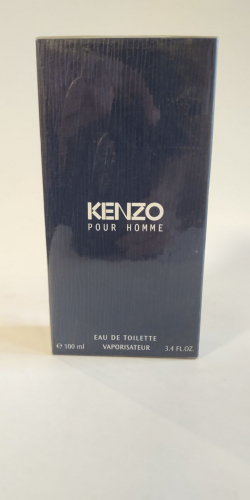 KENZO
POUR HOMME
EAU DE TOILETTE
℮ 100 ml VAPORISATEUR 3.4 FL.OZ.